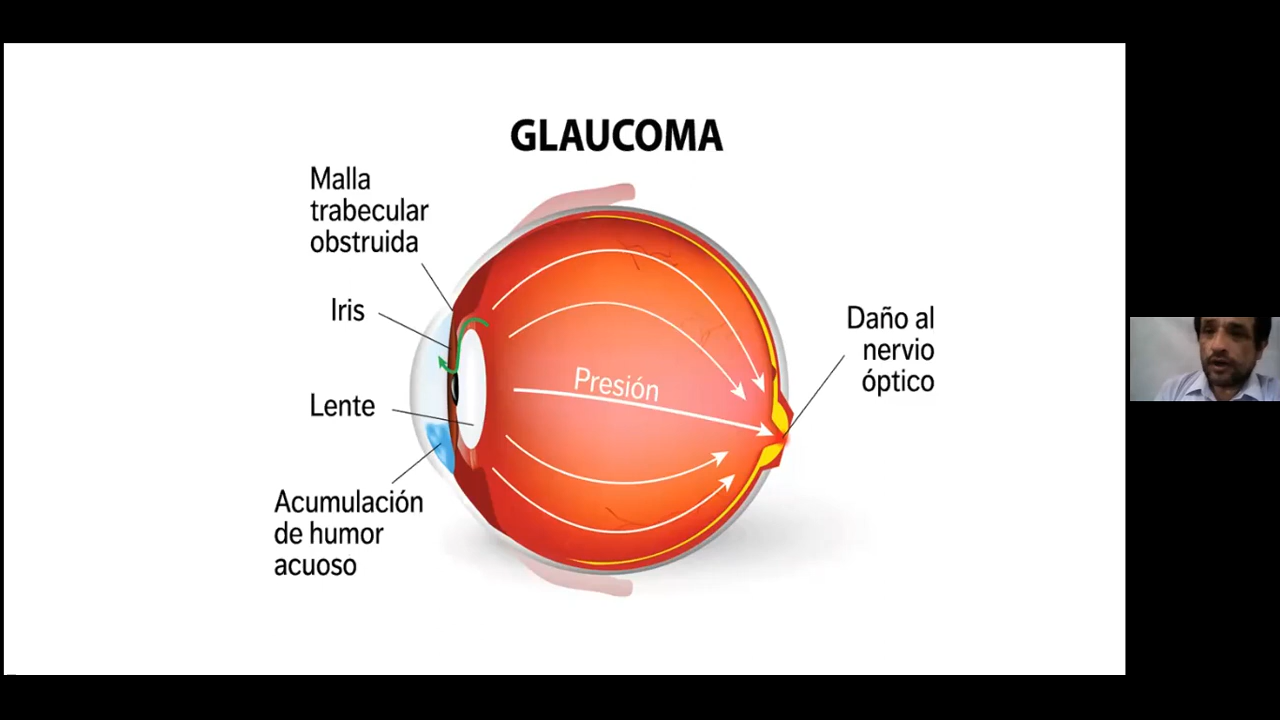 GLAUCOMA
Malla
trabecular
obstruida
Iris
Lente
Acumulación
de humor
acuoso
Presión
Daño al
nervio
óptico